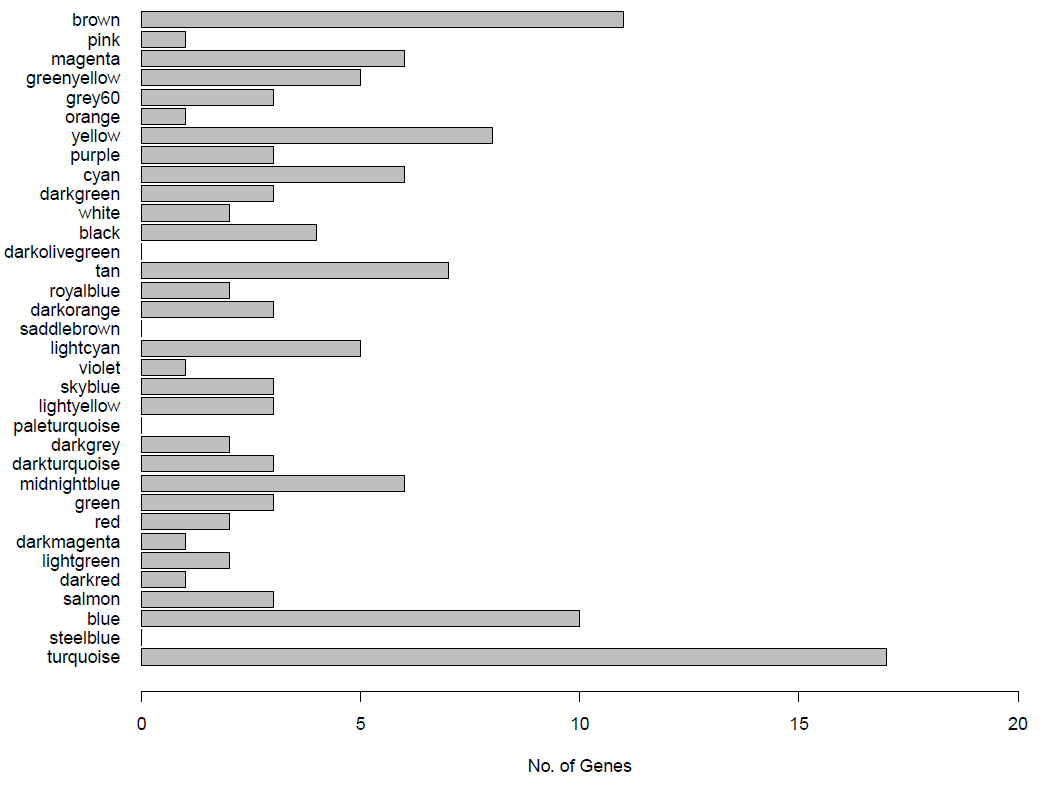 brown
pink
magenta
greenyellow
grey60
orange
yellow
purple
cyan
darkgreen
white
black
darkolivegreen
tan
royalblue
darkorange
saddlebrown
lightcyan
violet
skyblue
lightyellow
paleturquoise
darkgrey
darkturquoise
midnightblue
green
red
darkmagenta
lightgreen
darkred
salmon
blue
steelblue
turquoise
0 5 10 15 20
No. of Genes